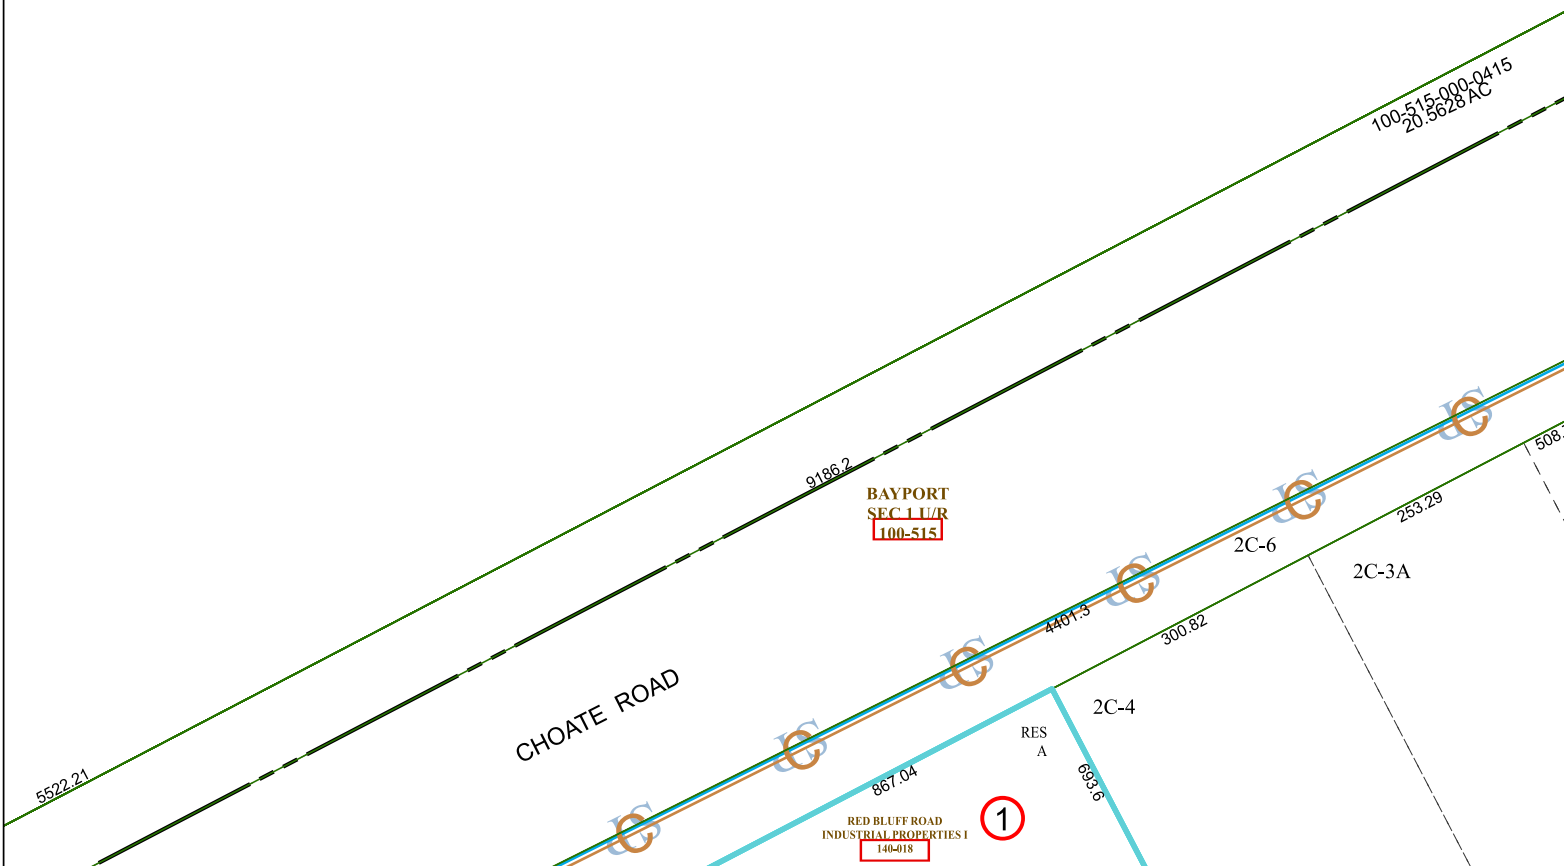 100-515-000-0415
20.5628 AC
9186.2
BAYPORT
SEC 1 U/R
100-515
253.29
2C-6
2C-3A
4401.3
300.82
CHOATE ROAD
2C-4
RES
A
5522.21
867.04
693.6
1
RED BLUFF ROAD
INDUSTRIAL PROPERTIES I
140-018